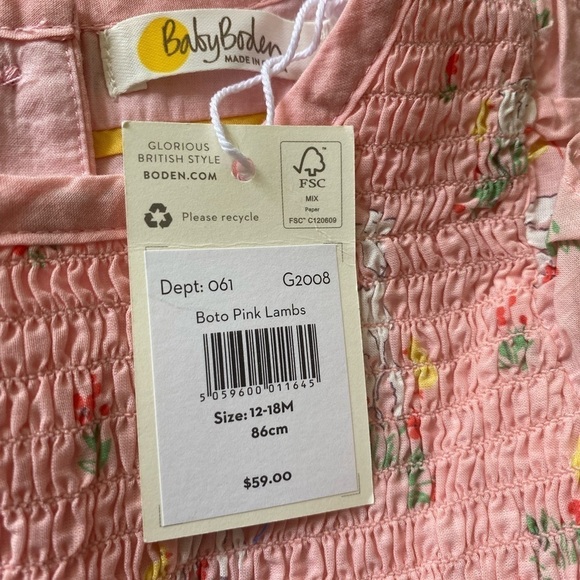 BabyBoden
MADE IN
GLORIOUS
BRITISH STYLE
BODEN.COM
FSC
MIX
Paper
FSC™ C120609
Please recycle
Dept: 061 G2008
Boto Pink Lambs
5 059600 011645
Size: 12-18M
86cm
$59.00